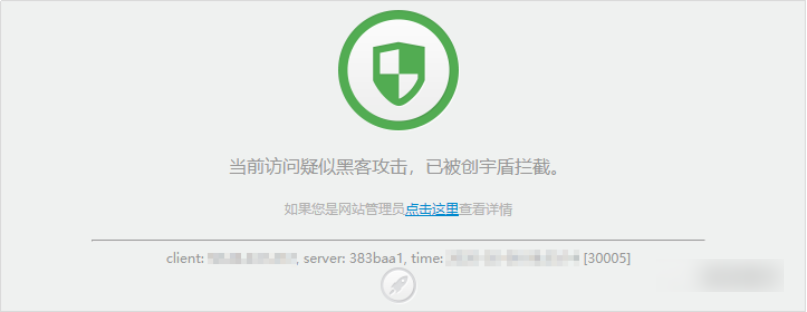 当前访问疑似黑客攻击，已被创宇盾拦截。
如果您是网站管理员点击这里查看详情
client: , server: 383baa1, time: [30005]